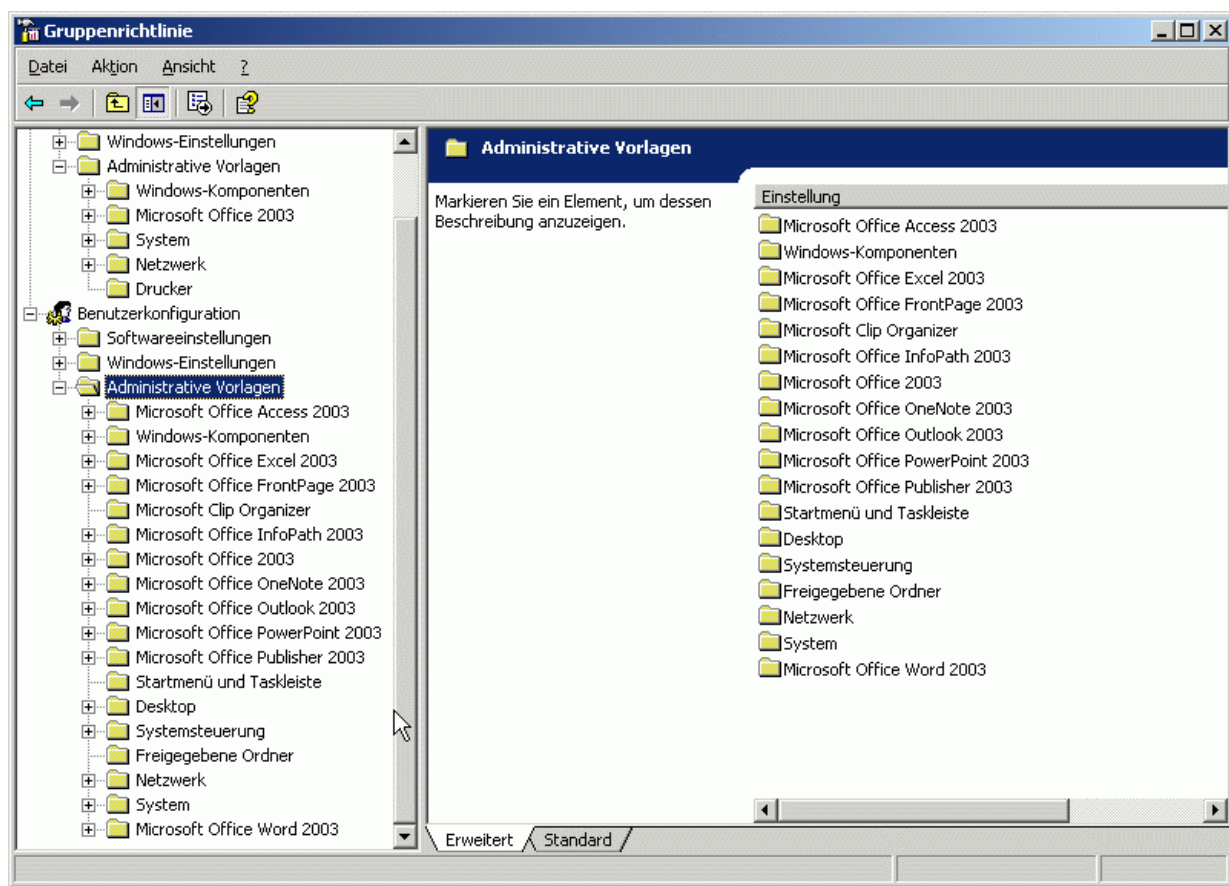 Gruppenrichtlinie
Datei Aktion Ansicht ?
Windows-Einstellungen
Administrative Vorlagen
Windows-Komponenten
Microsoft Office 2003
System
Netzwerk
Drucker
Benutzerkonfiguration
Softwareeinstellungen
Windows-Einstellungen
Administrative Vorlagen
Microsoft Office Access 2003
Windows-Komponenten
Microsoft Office Excel 2003
Microsoft Office FrontPage 2003
Microsoft Clip Organizer
Microsoft Office InfoPath 2003
Microsoft Office 2003
Microsoft Office OneNote 2003
Microsoft Office Outlook 2003
Microsoft Office PowerPoint 2003
Microsoft Office Publisher 2003
Startmenü und Taskleiste
Desktop
Systemsteuerung
Freigegebene Ordner
Netzwerk
System
Microsoft Office Word 2003
Administrative Vorlagen
Markieren Sie ein Element, um dessen
Beschreibung anzuzeigen.
Einstellung
Microsoft Office Access 2003
Windows-Komponenten
Microsoft Office Excel 2003
Microsoft Office FrontPage 2003
Microsoft Clip Organizer
Microsoft Office InfoPath 2003
Microsoft Office 2003
Microsoft Office OneNote 2003
Microsoft Office Outlook 2003
Microsoft Office PowerPoint 2003
Microsoft Office Publisher 2003
Startmenü und Taskleiste
Desktop
Systemsteuerung
Freigegebene Ordner
Netzwerk
System
Microsoft Office Word 2003
Erweitert Standard